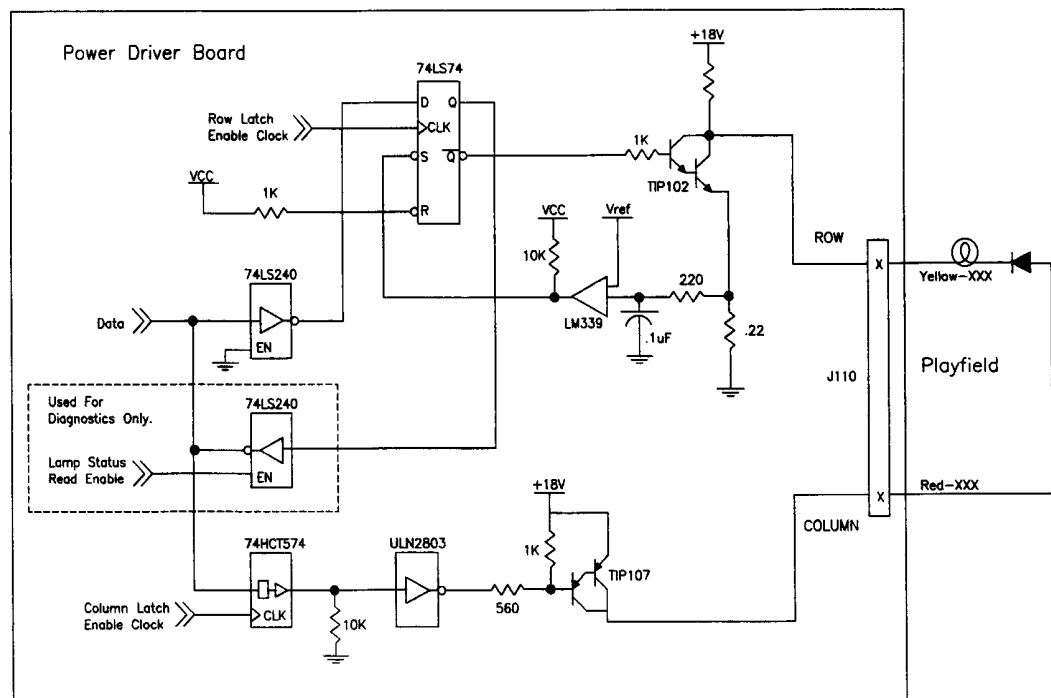 Power Driver Board
+18V
74LS74
D Q
Row Latch
Enable Clock
CLK
S Q
1K
TIP102
VCC
1K
R
VCC
Vref
10K
ROW
X
Yellow-XXX
74LS240
LM339
220
.1uF
.22
Data
EN
J110
Playfield
Used For
Diagnostics Only.
74LS240
Lamp Status
Read Enable
EN
Red-XXX
X
+18V
COLUMN
74HCT574
ULN2803
1K
TIP107
560
Column Latch
Enable Clock
CLK
10K